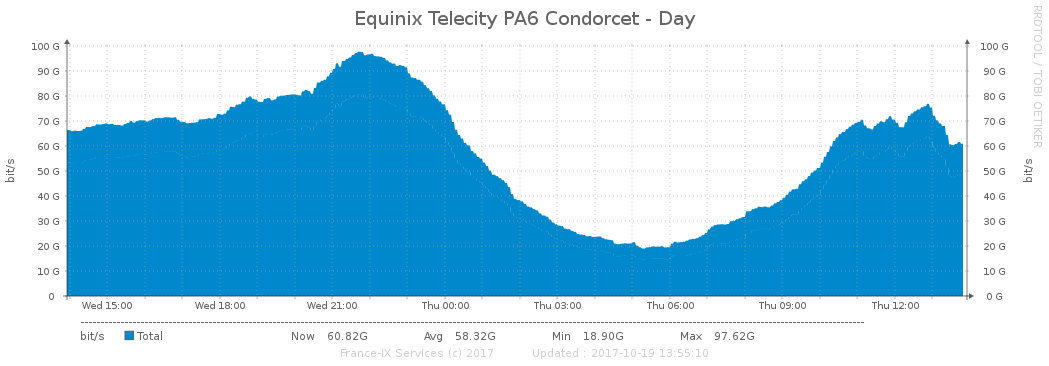 Equinix Telecity PA6 Condorcet - Day
RRDTOOL / TOBI OETIKER
100 G 100 G
90 G 90 G
80 G 80 G
70 G 70 G
60 G 60 G
50 G 50 G
40 G 40 G
30 G 30 G
20 G 20 G
10 G 10 G
0 0 G
bit/s bit/s
Wed 15:00 Wed 18:00 Wed 21:00 Thu 00:00 Thu 03:00 Thu 06:00 Thu 09:00 Thu 12:00
bit/s Total Now 60.82G Avg 58.32G Min 18.90G Max 97.62G
France-IX Services (c) 2017 Updated : 2017-10-19 13:55:10